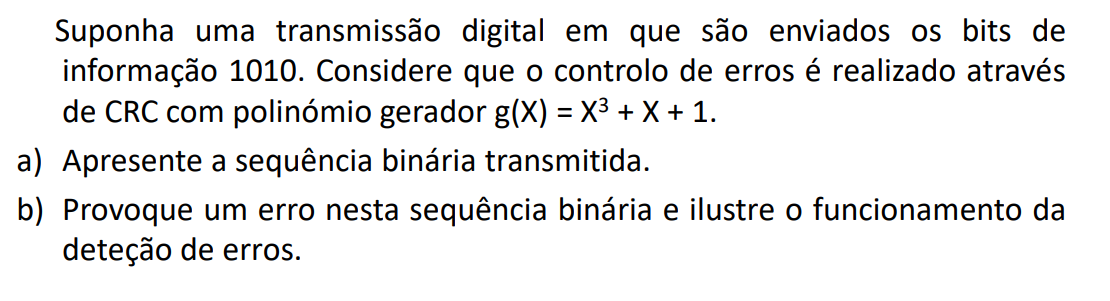 Suponha uma transmissão digital em que são enviados os bits de
informação 1010. Considere que o controlo de erros é realizado através
de CRC com polinómio gerador g(X) = X³ + X + 1.
a) Apresente a sequência binária transmitida.
b) Provoque um erro nesta sequência binária e ilustre o funcionamento da
deteção de erros.